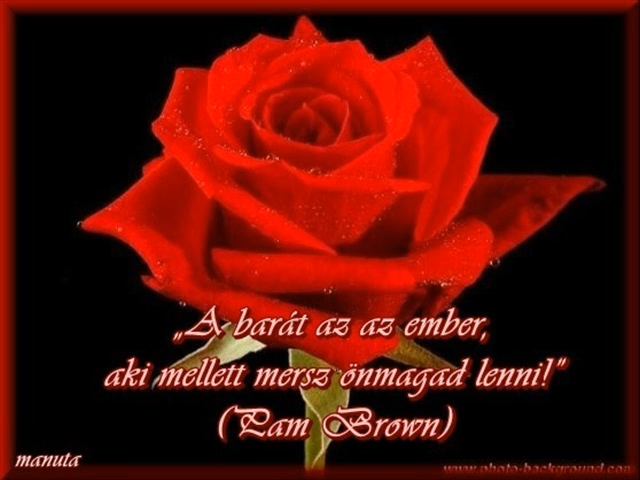 „A barát az az ember,
aki mellett mersz önmagad lenni!”
(Pam Brown)
manuta
www.photo-background.com